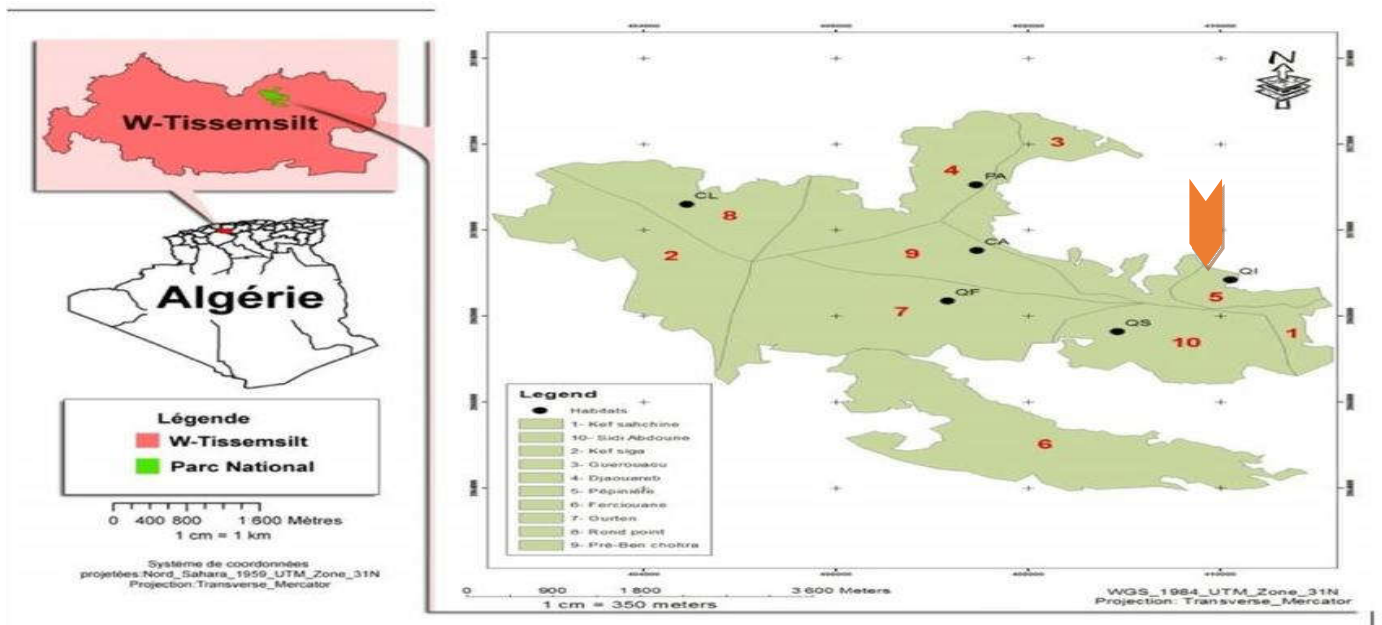 W-Tissemsilt
Algérie
Légende
W-Tissemsilt
Parc National
0 400 800 1 600 Mètres
1 cm = 1 km
Système de coordonnées
projetées:Nord_Sahara_1959_UTM_Zone_31N
Projection:Transverse_Mercator
N
3
4
PA
CL
8
CA
9
2
QI
5
QF
7
QS
1
10
6
Legend
Habitats
1- Kef sahchine
10- Sidi Abdoune
2- Kef siga
3- Guerouaou
4- Djaouareb
5- Pépinière
6- Ferciouane
7- Ourten
8- Rond point
9- Pré-Ben chohra
0 900 1 800 3 600 Meters
1 cm = 350 meters
WGS_1984_UTM_Zone_31N
Projection: Transverse_Mercator